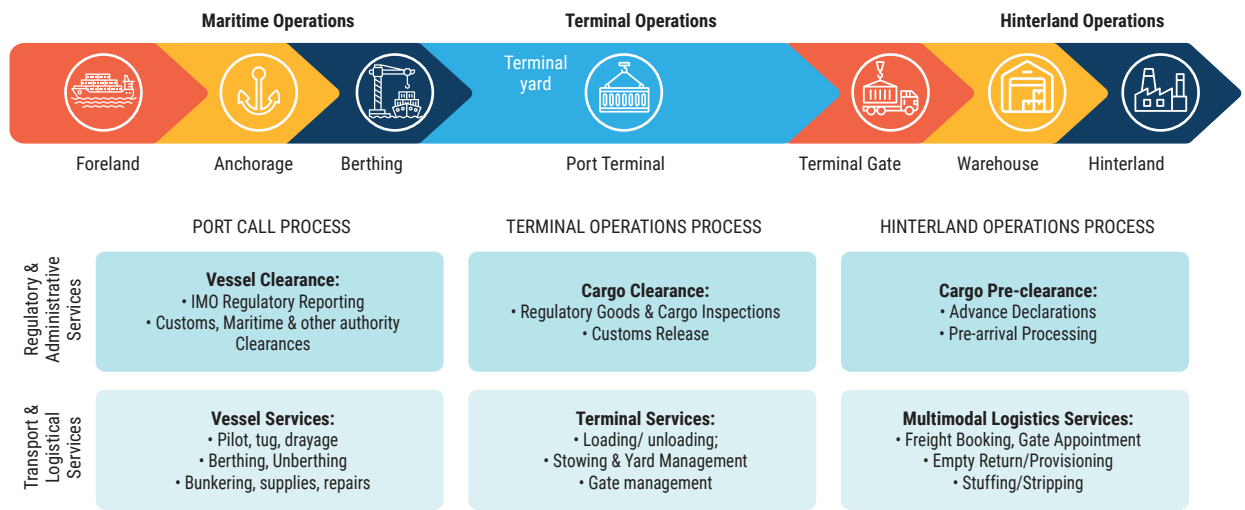 Maritime Operations
Terminal Operations
Hinterland Operations
Terminal
yard
Foreland
Anchorage
Berthing
Port Terminal
Terminal Gate
Warehouse
Hinterland
PORT CALL PROCESS
TERMINAL OPERATIONS PROCESS
HINTERLAND OPERATIONS PROCESS
Regulatory &
Administrative
Services
Vessel Clearance:
• IMO Regulatory Reporting
• Customs, Maritime & other authority
Clearances
Cargo Clearance:
• Regulatory Goods & Cargo Inspections
• Customs Release
Cargo Pre-clearance:
• Advance Declarations
• Pre-arrival Processing
Transport &
Logistical
Services
Vessel Services:
• Pilot, tug, drayage
• Berthing, Unberthing
• Bunkering, supplies, repairs
Terminal Services:
• Loading/ unloading;
• Stowing & Yard Management
• Gate management
Multimodal Logistics Services:
• Freight Booking, Gate Appointment
• Empty Return/Provisioning
• Stuffing/Stripping